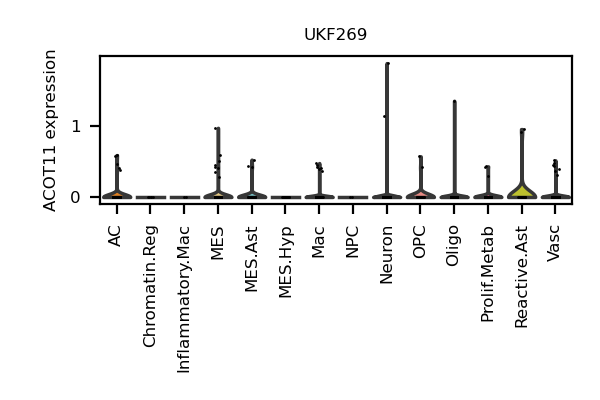 UKF269
ACOT11 expression
1
0
AC
Chromatin.Reg
Inflammatory.Mac
MES
MES.Ast
MES.Hyp
Mac
NPC
Neuron
OPC
Oligo
Prolif.Metab
Reactive.Ast
Vasc